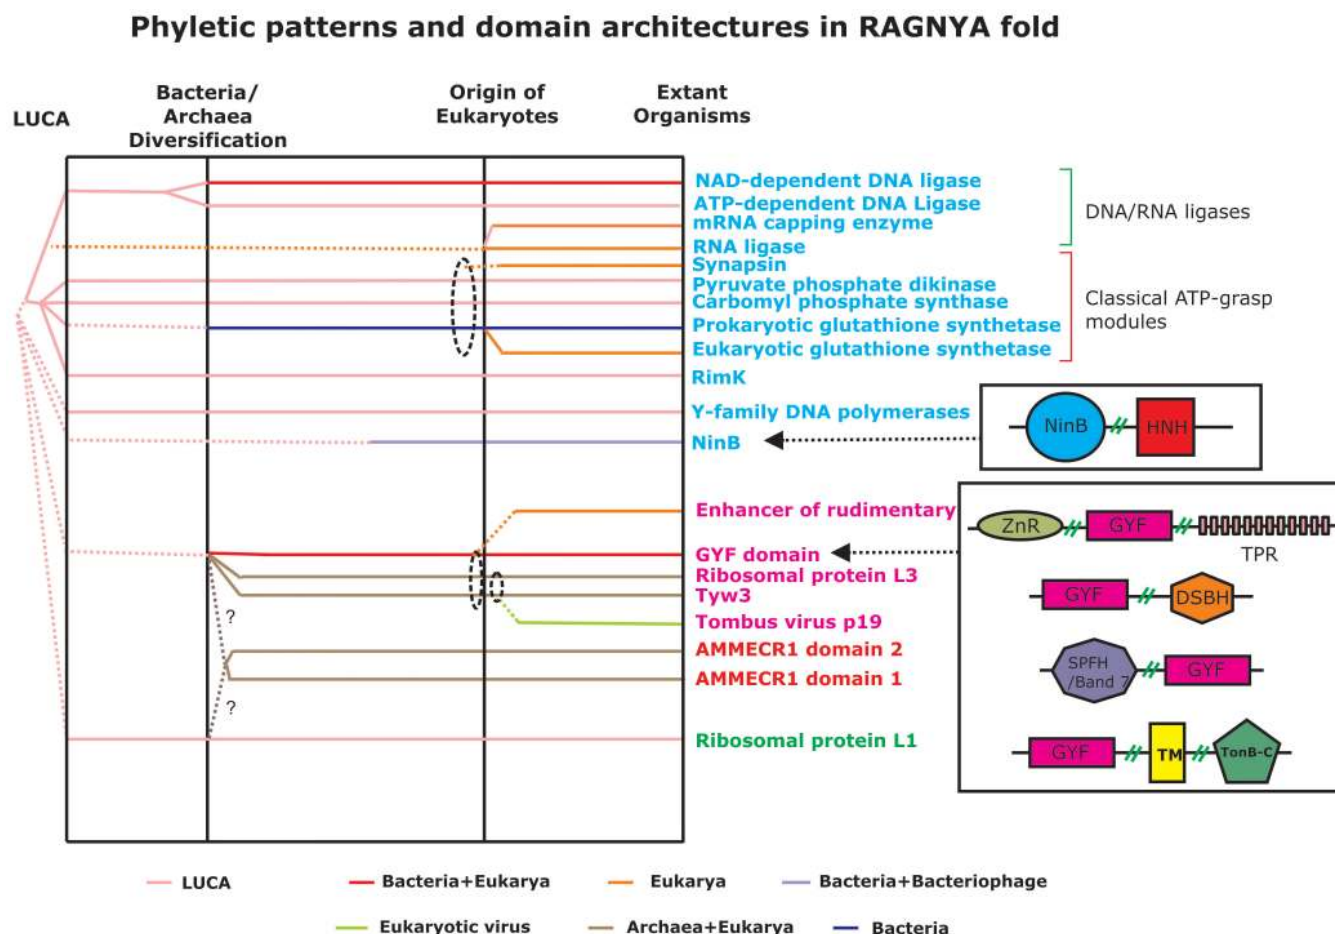 Phyletic patterns and domain architectures in RAGNYA fold
LUCA
Bacteria/
Archaea
Diversification
Origin of
Eukaryotes
Extant
Organisms
NAD-dependent DNA ligase
ATP-dependent DNA Ligase
mRNA capping enzyme
RNA ligase
DNA/RNA ligases
Synapsin
Pyruvate phosphate dikinase
Carbomyl phosphate synthase
Prokaryotic glutathione synthetase
Eukaryotic glutathione synthetase
Classical ATP-grasp
modules
RimK
Y-family DNA polymerases
NinB
NinB
HNH
Enhancer of rudimentary
GYF domain
Ribosomal protein L3
Tyw3
Tombus virus p19
AMMECR1 domain 2
AMMECR1 domain 1
Ribosomal protein L1
?
?
ZnR
GYF
TPR
GYF
DSBH
SPFH
/Band 7
GYF
GYF
TM
TonB-C
LUCA
Bacteria+Eukarya
Eukarya
Bacteria+Bacteriophage
Eukaryotic virus
Archaea+Eukarya
Bacteria